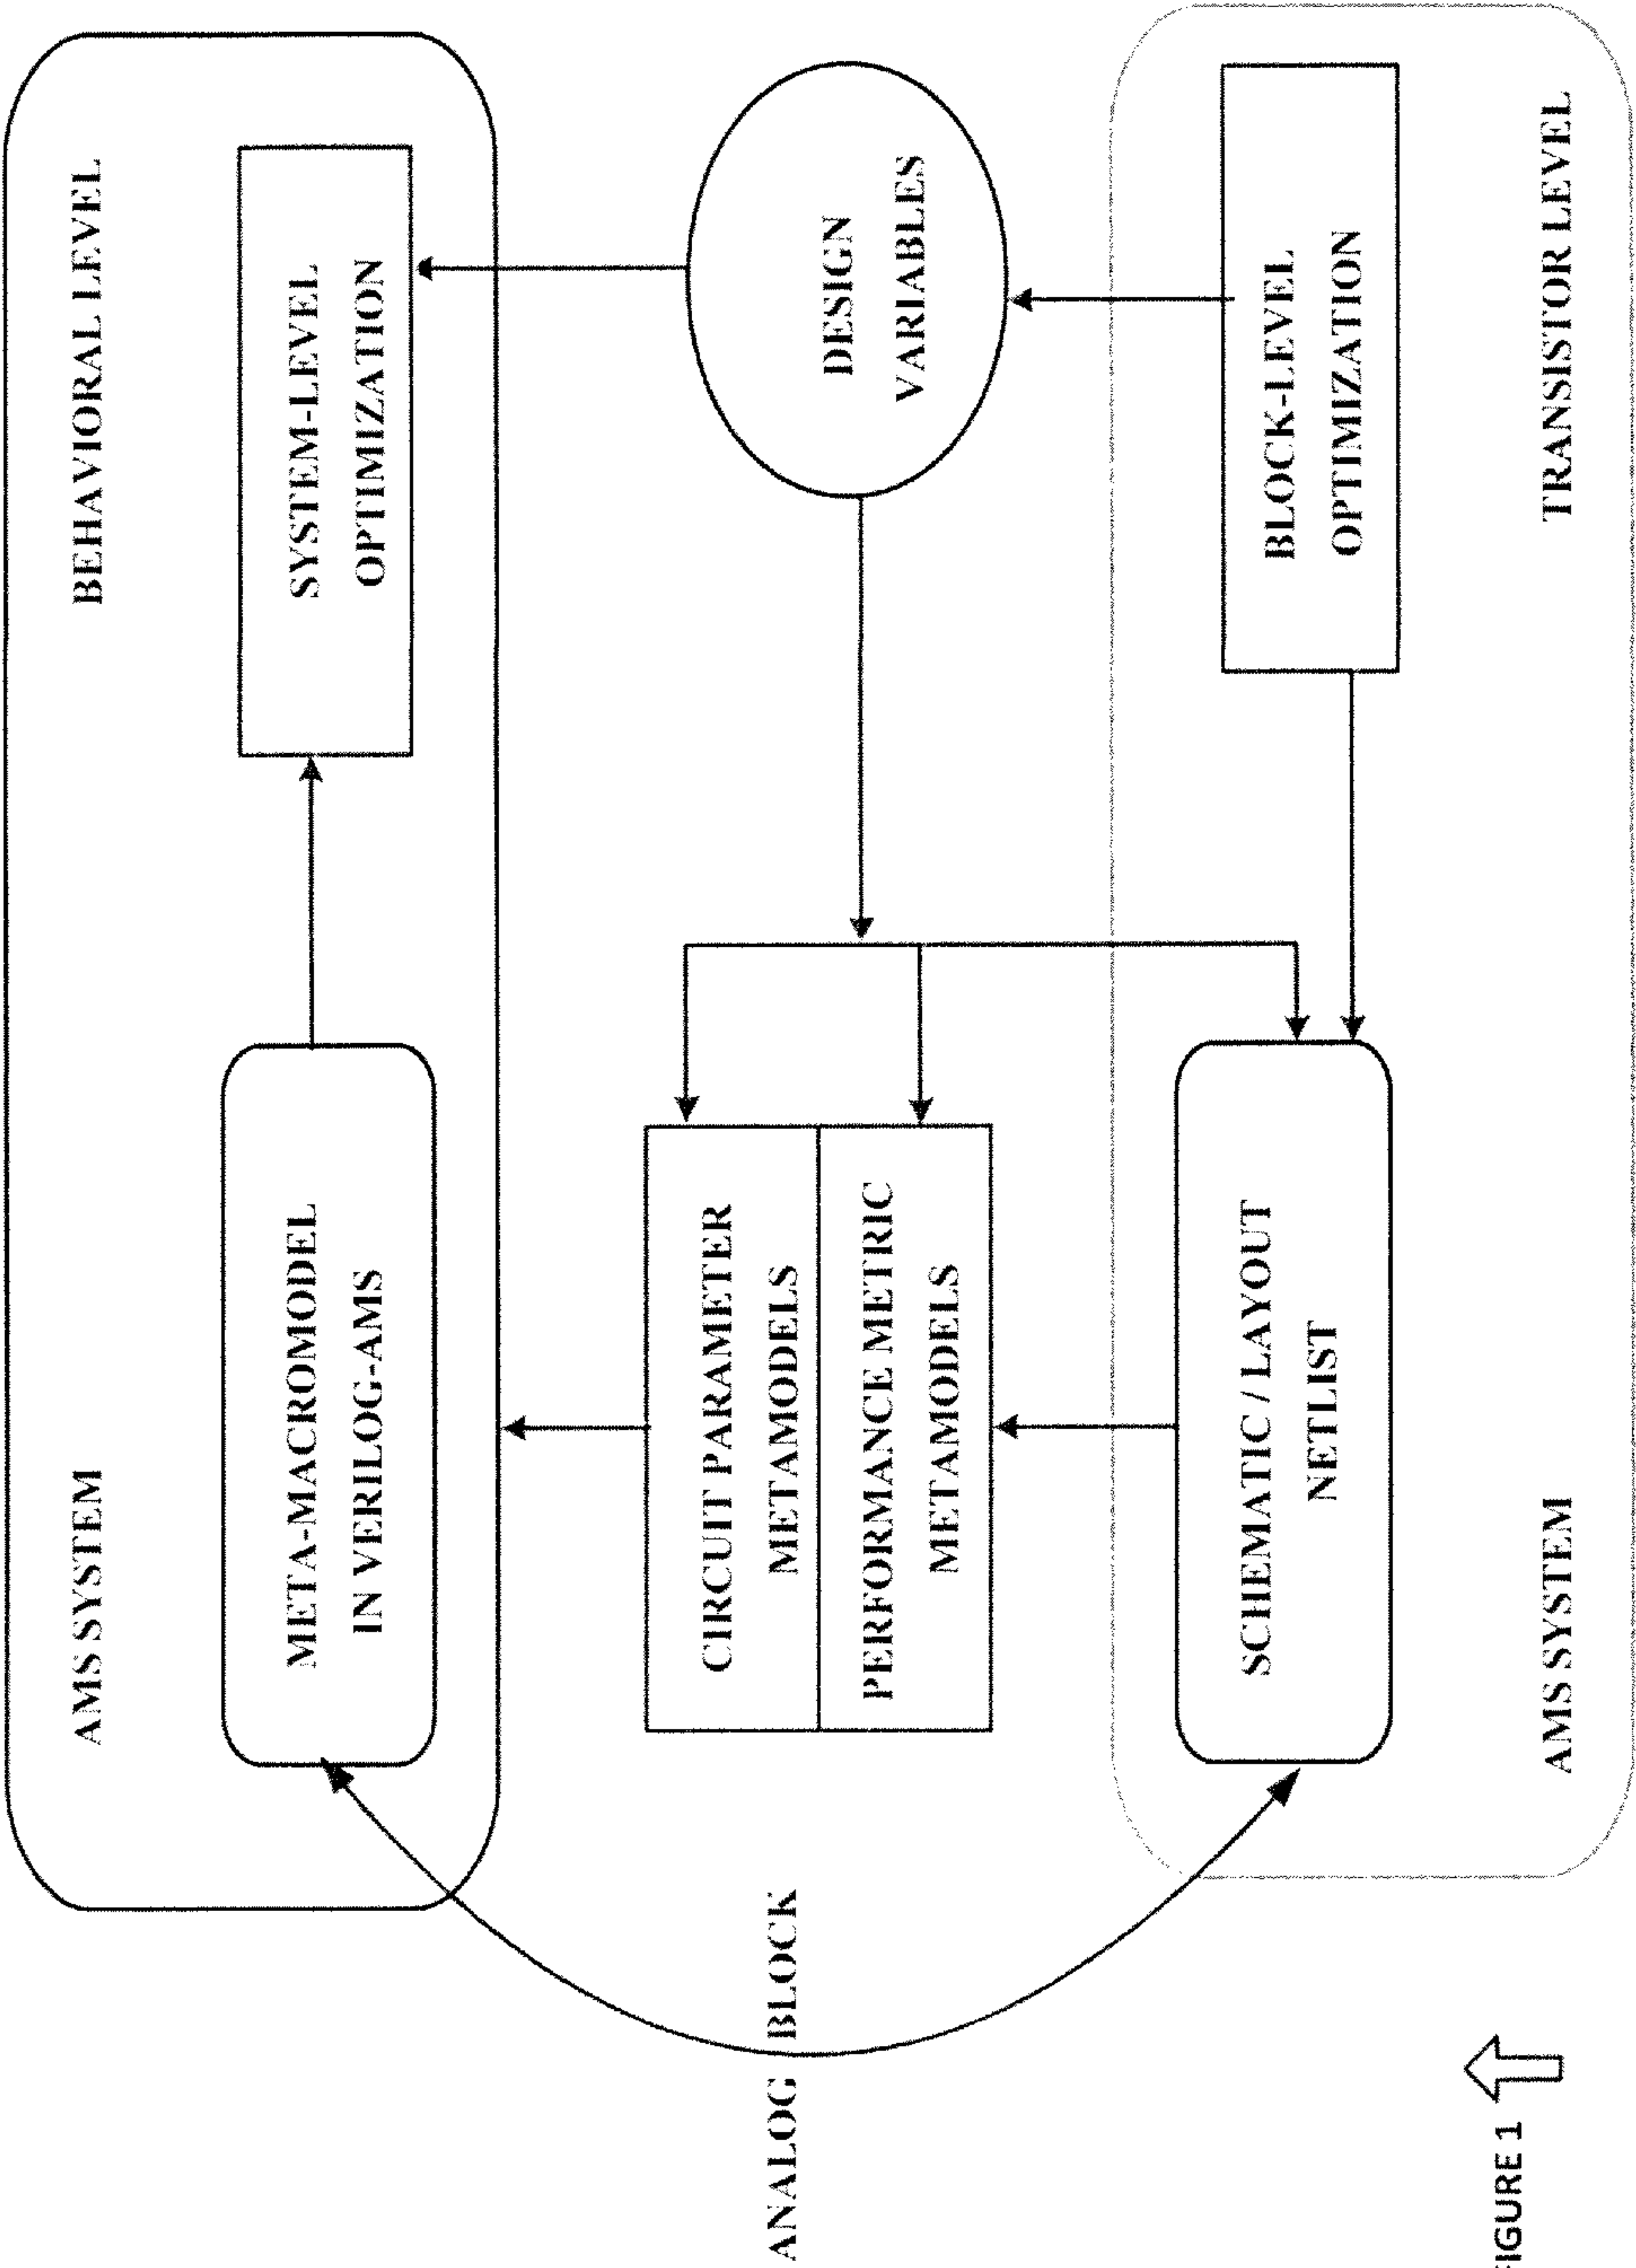 AMS SYSTEM
BEHAVIORAL LEVEL
META-MACROMODEL
IN VERILOG-AMS
SYSTEM-LEVEL
OPTIMIZATION
ANALOG BLOCK
CIRCUIT PARAMETER
METAMODELS
PERFORMANCE METRIC
METAMODELS
DESIGN
VARIABLES
SCHEMATIC / LAYOUT
NETLIST
BLOCK-LEVEL
OPTIMIZATION
AMS SYSTEM
TRANSISTOR LEVEL
FIGURE 1